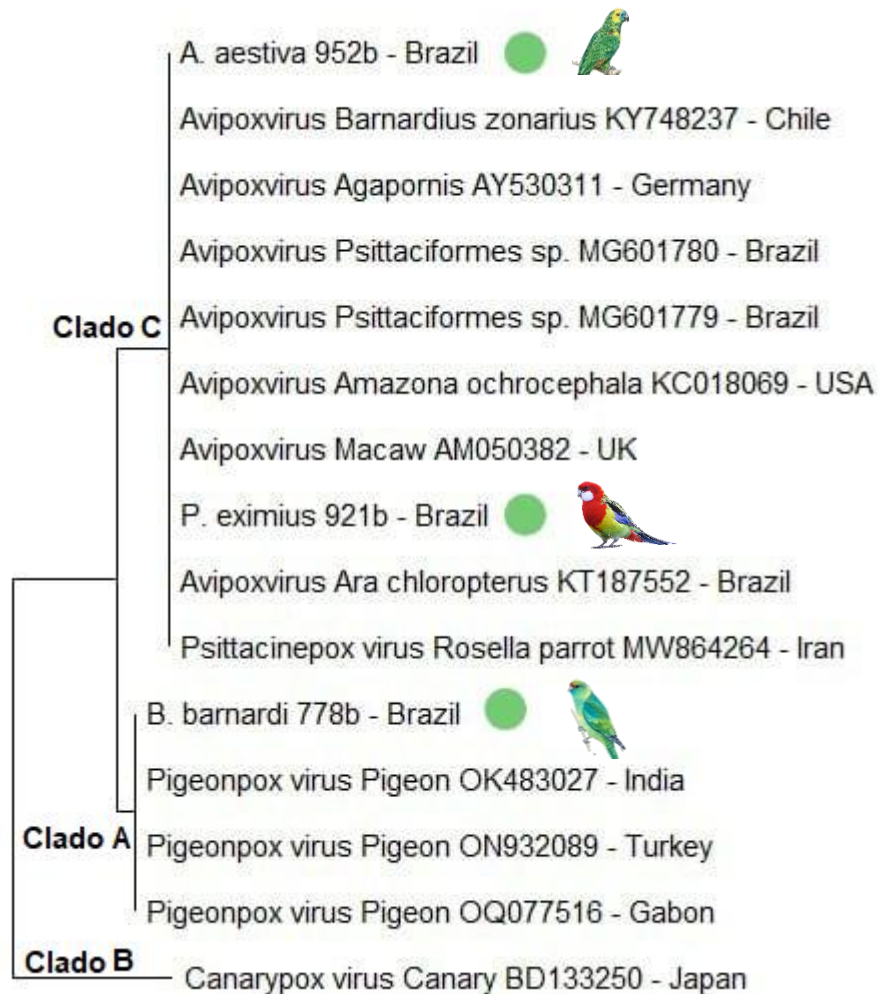 A. aestiva 952b - Brazil
Avipoxvirus Barnardius zonarius KY748237 - Chile
Avipoxvirus Agapornis AY530311 - Germany
Avipoxvirus Psittaciformes sp. MG601780 - Brazil
Clado C
Avipoxvirus Psittaciformes sp. MG601779 - Brazil
Avipoxvirus Amazona ochrocephala KC018069 - USA
Avipoxvirus Macaw AM050382 - UK
P. eximius 921b - Brazil
Avipoxvirus Ara chloropterus KT187552 - Brazil
Psittacinepox virus Rosella parrot MW864264 - Iran
B. barnardi 778b - Brazil
Pigeonpox virus Pigeon OK483027 - India
Clado A
Pigeonpox virus Pigeon ON932089 - Turkey
Pigeonpox virus Pigeon OQ077516 - Gabon
Clado B
Canarypox virus Canary BD133250 - Japan